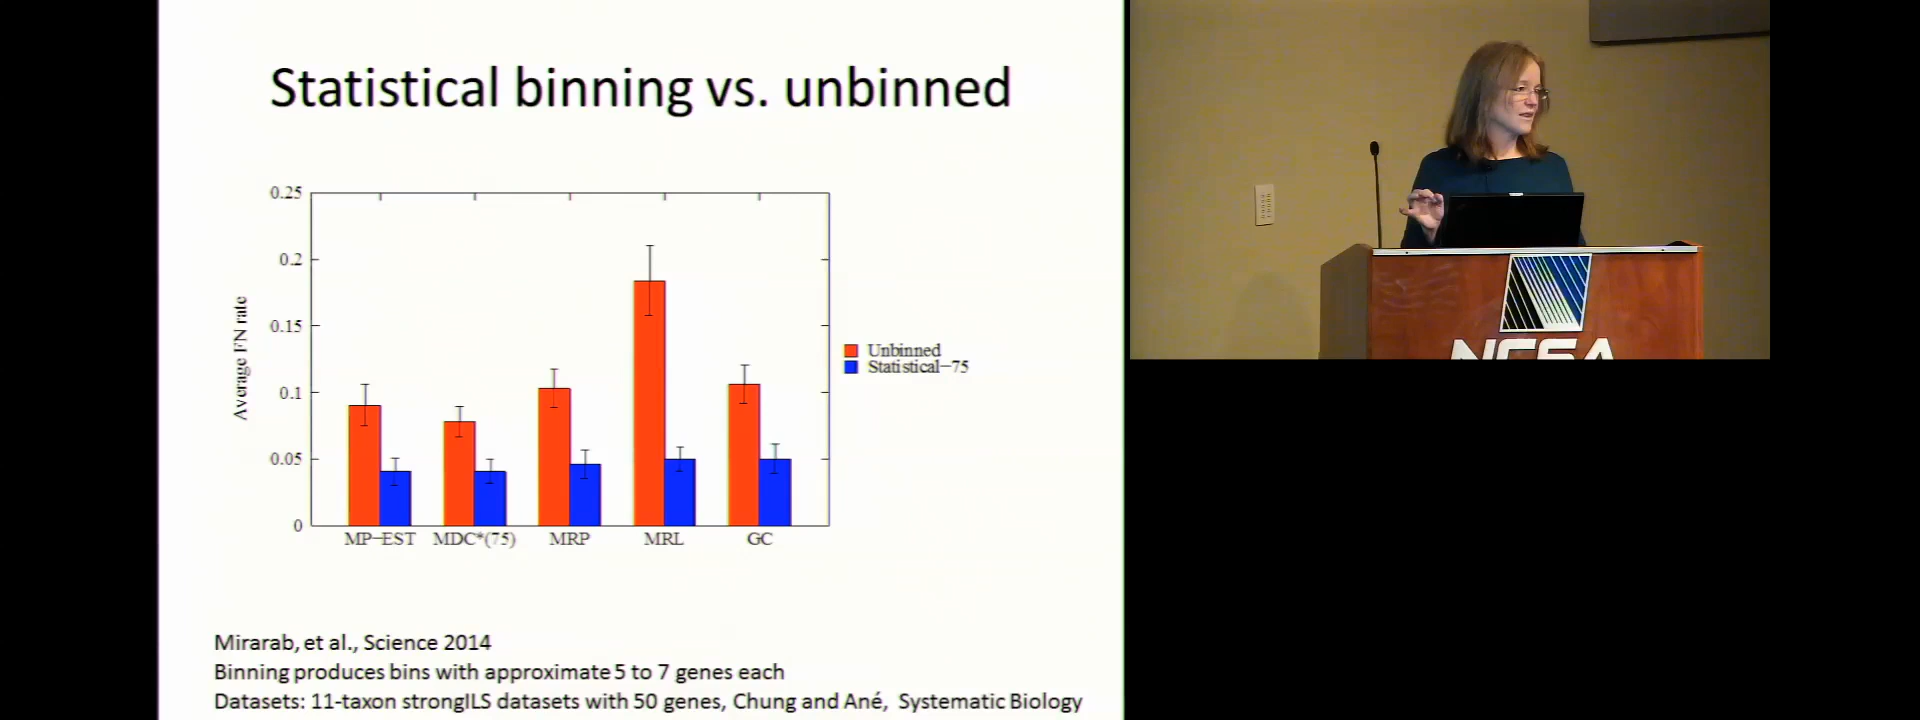 Statistical binning vs. unbinned
0.25
0.2
0.15
0.1
0.05
0
Average FN rate
Unbinned
Statistical-75
MP-EST MDC*(75) MRP MRL GC
Mirarab, et al., Science 2014
Binning produces bins with approximate 5 to 7 genes each
Datasets: 11-taxon strongILS datasets with 50 genes, Chung and Ané, Systematic Biology
NCSA